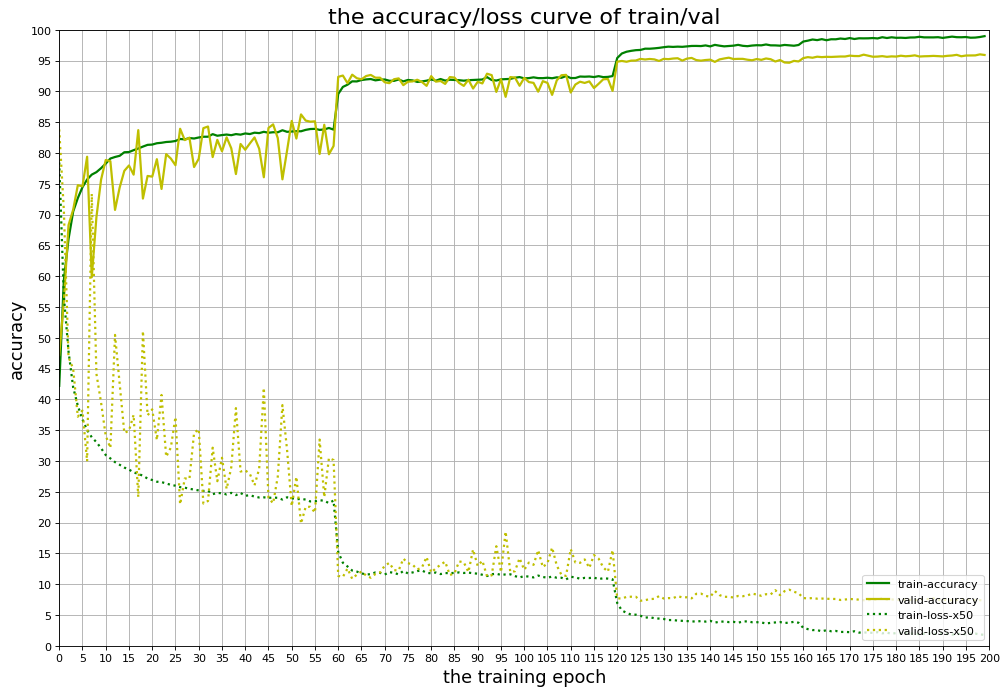 the accuracy/loss curve of train/val
100
95
90
85
80
75
70
65
60
55
50
45
40
35
30
25
20
15
10
5
0
accuracy
train-accuracy
valid-accuracy
train-loss-x50
valid-loss-x50
0 5 10 15 20 25 30 35 40 45 50 55 60 65 70 75 80 85 90 95 100 105 110 115 120 125 130 135 140 145 150 155 160 165 170 175 180 185 190 195 200
the training epoch